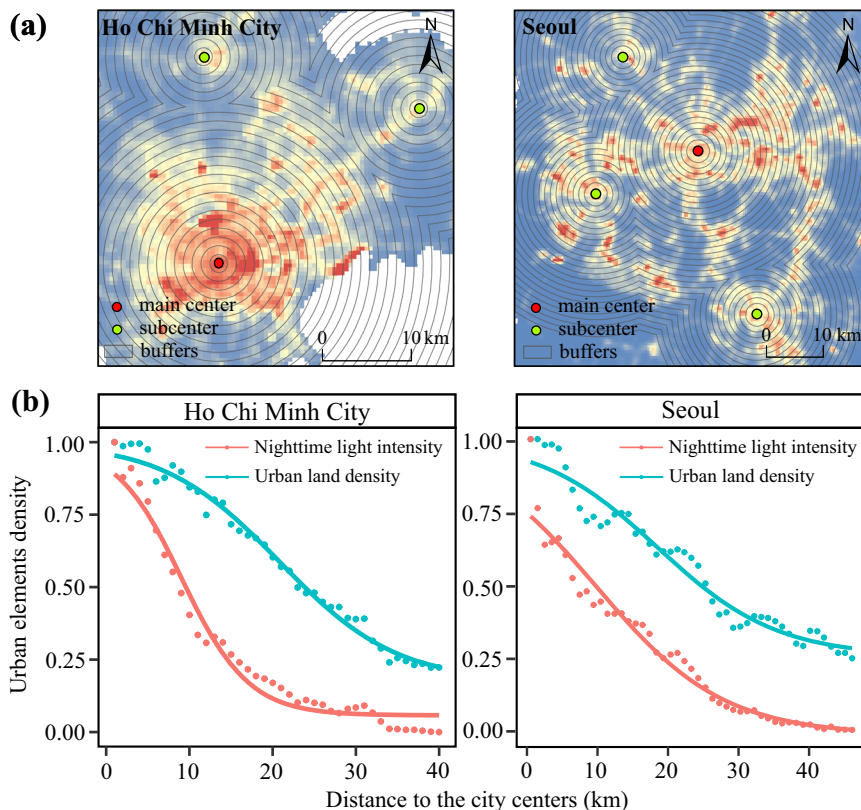 (a)
Ho Chi Minh City
N
main center
subcenter
buffers
0 10 km
Seoul
N
main center
subcenter
buffers
0 10 km
(b)
Ho Chi Minh City
Seoul
Urban elements density
1.00
0.75
0.50
0.25
0.00
Nighttime light intensity
Urban land density
0 10 20 30 40
1.00
0.75
0.50
0.25
0.00
Nighttime light intensity
Urban land density
0 10 20 30 40
Distance to the city centers (km)